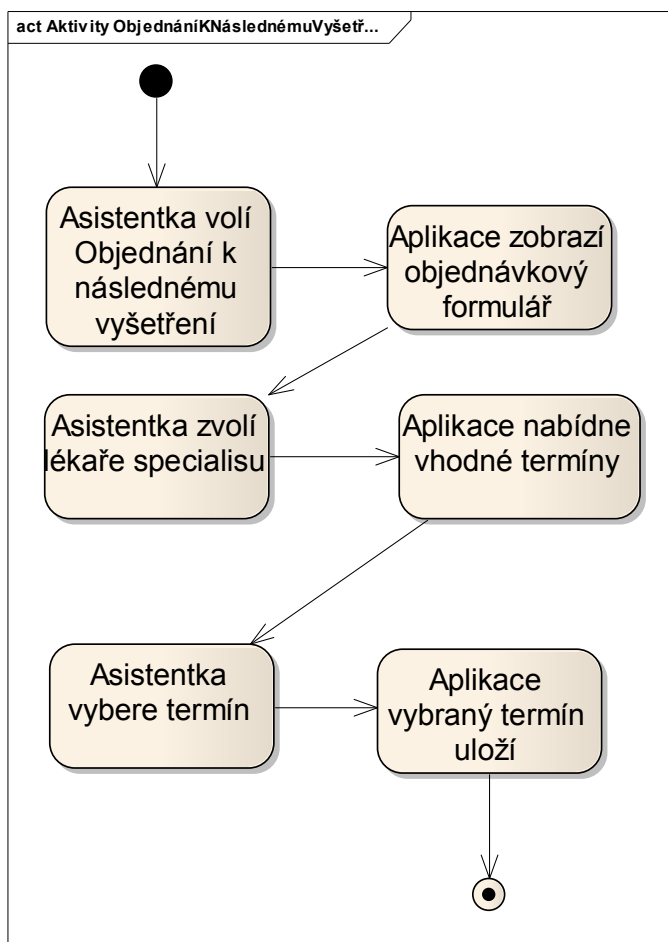 act Aktivity ObjednáníKNáslednémuVyšetř...
Asistentka volí
Objednání k
následnému
vyšetření
Aplikace zobrazí
objednávkový
formulář
Asistentka zvolí
lékaře specialisu
Aplikace nabídne
vhodné termíny
Asistentka
vybere termín
Aplikace
vybraný termín
uloží